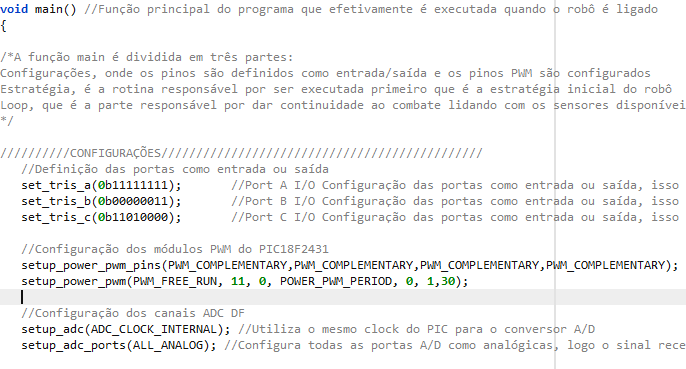 void main() //Função principal do programa que efetivamente é executada quando o robô é ligado
{
/*A função main é dividida em três partes:
Configurações, onde os pinos são definidos como entrada/saída e os pinos PWM são configurados
Estratégia, é a rotina responsável por ser executada primeiro que é a estratégia inicial do robô
Loop, que é a parte responsável por dar continuidade ao combate lidando com os sensores disponívei
*/
//////////CONFIGURAÇÕES//////////////////////////////////////////////
//Definição das portas como entrada ou saída
set_tris_a(0b11111111); //Port A I/O Configuração das portas como entrada ou saída, isso
set_tris_b(0b00000011); //Port B I/O Configuração das portas como entrada ou saída, isso
set_tris_c(0b11010000); //Port C I/O Configuração das portas como entrada ou saída, isso
//Configuração dos módulos PWM do PIC18F2431
setup_power_pwm_pins(PWM_COMPLEMENTARY,PWM_COMPLEMENTARY,PWM_COMPLEMENTARY,PWM_COMPLEMENTARY);
setup_power_pwm(PWM_FREE_RUN, 11, 0, POWER_PWM_PERIOD, 0, 1,30);
//Configuração dos canais ADC DF
setup_adc(ADC_CLOCK_INTERNAL); //Utiliza o mesmo clock do PIC para o conversor A/D
setup_adc_ports(ALL_ANALOG); //Configura todas as portas A/D como analógicas, logo o sinal rece